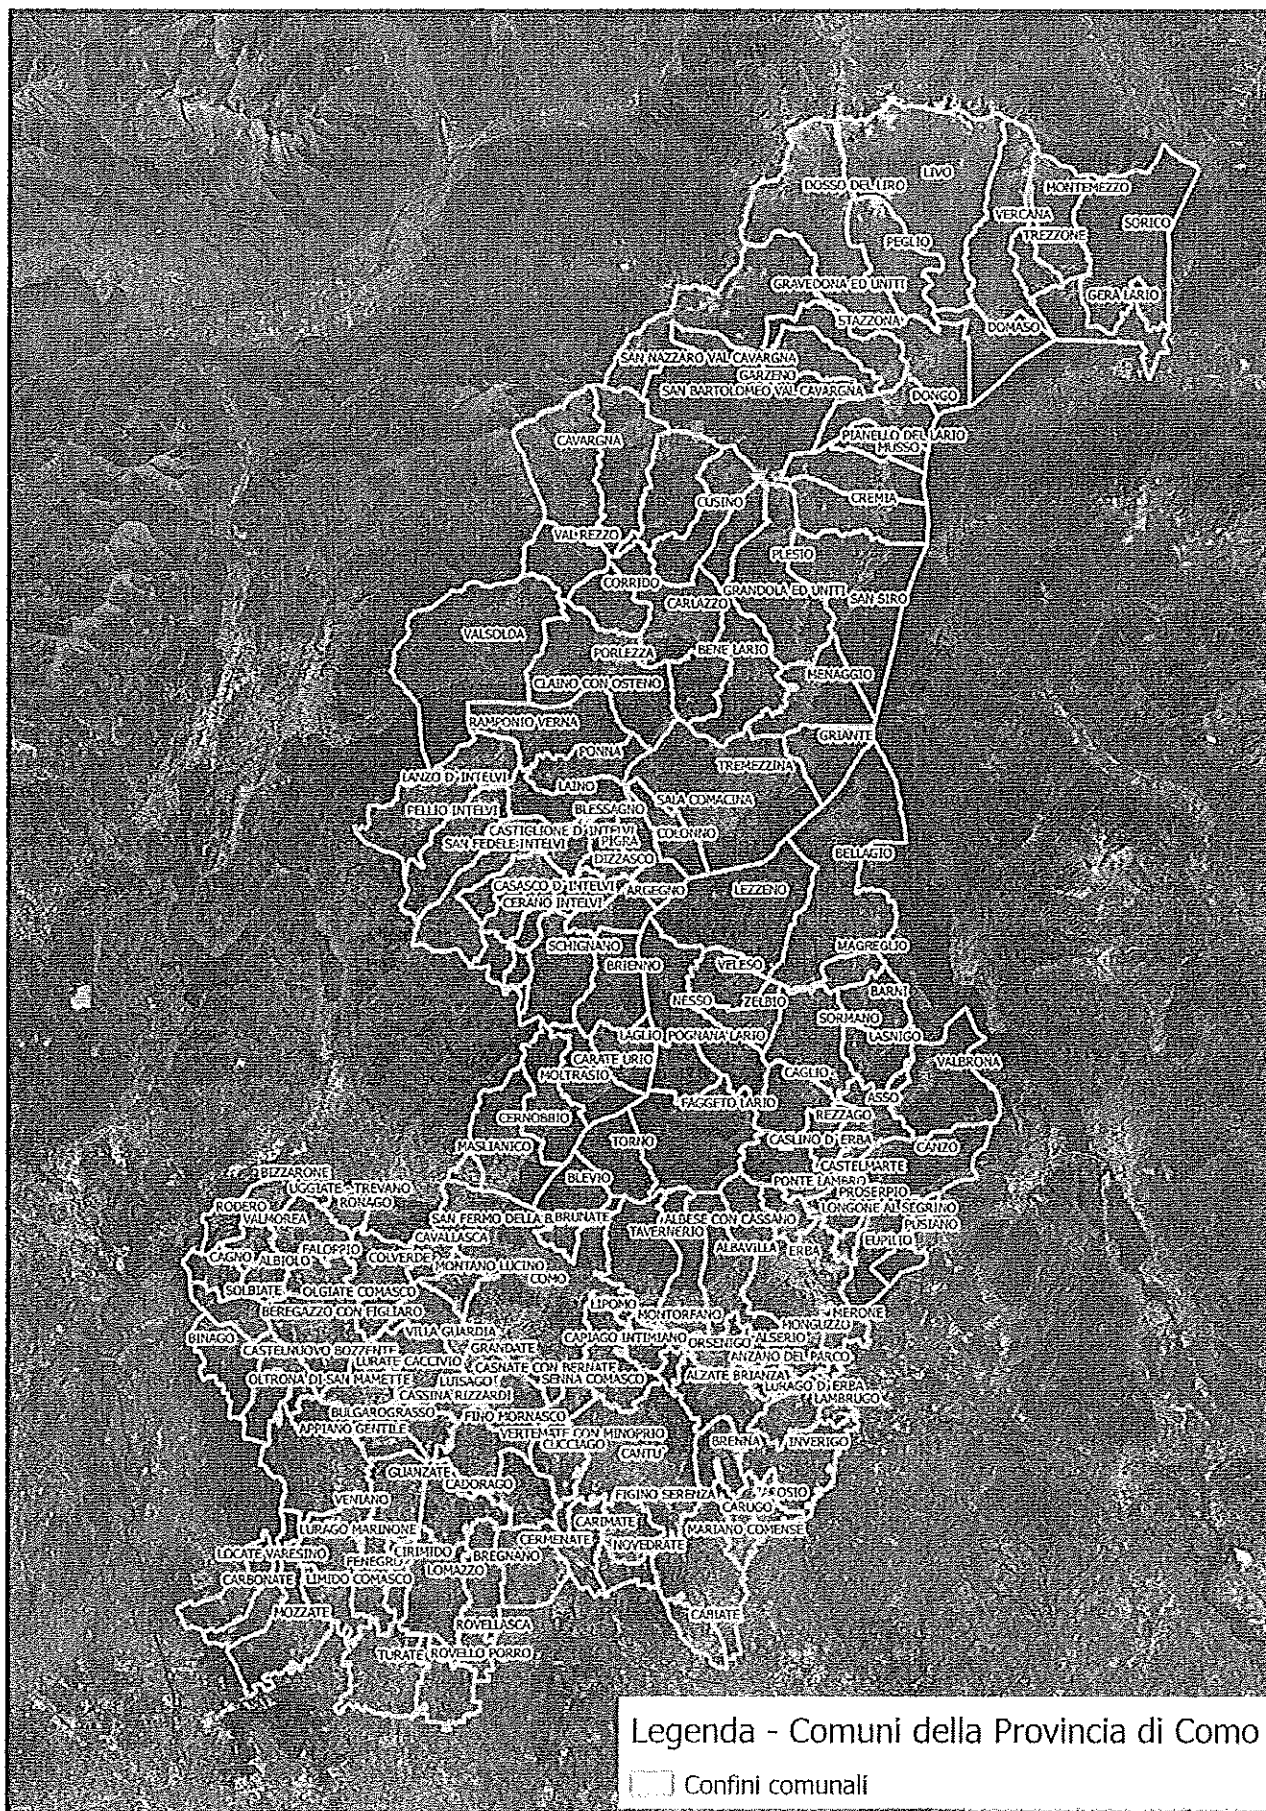 LIVO
DOSSO DEL LIRO
MONTEMEZZO
VERCANA
SORICO
TREZZONE
PEGLIO
GRAVEDONA ED UNITI
GERA LARIO
STAZZONA
DOMASO
SAN NAZZARO VAL CAVARGNA
GARZENO
SAN BARTOLOMEO VAL CAVARGNA
DONGO
CAVARGNA
PIANELLO DEL LARIO
MUSSO
CUSINO
CREMIA
VAL REZZO
PLESIO
CORRIDO
GRANDOLA ED UNITI
CARLAZZO
SAN SIRO
VALSOLDA
PORLEZZA
BENE LARIO
MENAGGIO
CLAINO CON OSTENO
RAMPONIO VERNA
GRIANTE
PONNA
TREMEZZINA
LANZO D'INTELVI
LAINO
SALA COMACINA
PELLIO INTELVI
BLESSAGNO
CASTIGLIONE D'INTELVI
COLONNO
SAN FEDELE INTELVI
PIGRA
DIZZASCO
BELLAGIO
CASASCO D'INTELVI
ARGEGNO
LEZZENO
CERANO INTELVI
SCHIGNANO
MAGREGLIO
BRIENNO
VELESO
BARNI
NESSO
ZELBIO
SORMANO
LAGLIO
POGNANA LARIO
LASNIGO
CARATE URIO
VALBRONA
MOLTRASIO
CAGLIO
ASSO
FAGGETO LARIO
REZZAGO
CERNOBBIO
MASLIANICO
TORNO
CASLINO D'ERBA
CANZO
CASTELMARTE
BIZZARONE
BLEVIO
PONTE LAMBRO
UGGIATE - TREVANO
PROSERPIO
RONAGO
RODERO
LONGONE AL SEGRINO
VALMOREA
SAN FERMO DELLA B
BRUNATE
ALBESE CON CASSANO
PUSIANO
TAVERNERIO
CAVALLASCA
EUPILIO
FALOPPIO
ALBAVILLA
ERBA
CAGNO
ALBIOLO
COLVERDE
MONTANO LUCINO
COMO
SOLBIATE
OLGIATE COMASCO
LIPOMO
BEREGAZZO CON FIGLIARO
MONTORFANO
MERONE
MONGUZZO
VILLA GUARDIA
BINAGO
CAPIAGO INTIMIANO
ALSERIO
ORSENIGO
CASTELNUOVO BOZZENTE
GRANDATE
ANZANO DEL PARCO
LURATE CACCIVIO
CASNATE CON BERNATE
OLTRONA DI SAN MAMETTE
LUISAGO
SENNA COMASCO
ALZATE BRIANZA
LURAGO D'ERBA
CASSINA RIZZARDI
LAMBRUGO
BULGAROGRASSO
FINO MORNASCO
APPIANO GENTILE
VERTEMATE CON MINOPRIO
CUCCIAGO
BRENNA
INVERIGO
CANTU'
GUANZATE
CADORAGO
VENIANO
FIGINO SERENZA
AROSIO
CARUGO
LURAGO MARINONE
CARIMATE
MARIANO COMENSE
CERMENATE
NOVEDRATE
LOCATE VARESINO
CIRIMIDO
BREGNANO
FENEGRO'
LOMAZZO
CARBONATE
LIMIDO COMASCO
MOZZATE
CABIATE
ROVELLASCA
TURATE
ROVELLO PORRO
Legenda - Comuni della Provincia di Como
Confini comunali